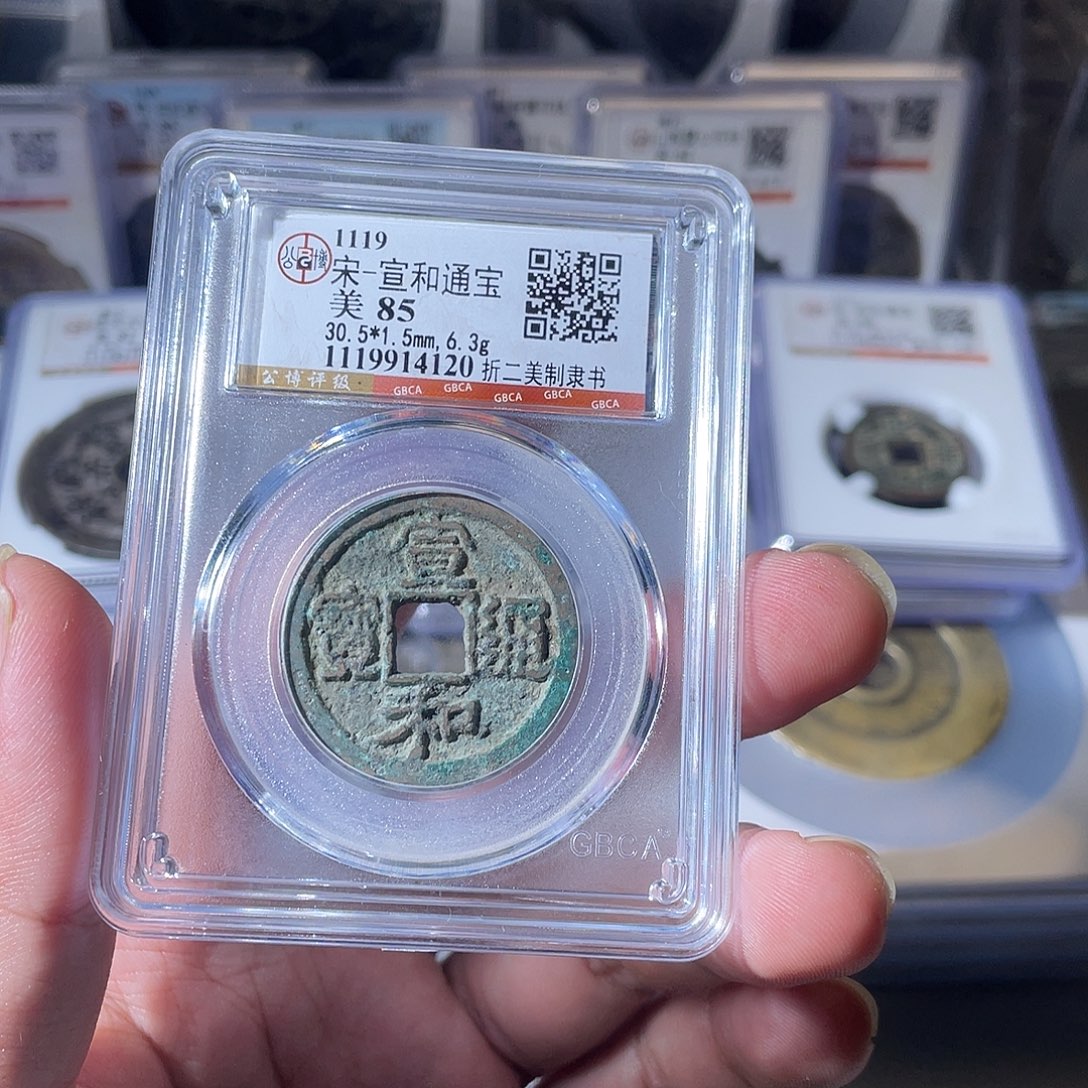 1119
宋-宣和通宝
美 85
30.5*1.5mm, 6.3g
1119914120 折二美制隶书
公博评级
GBCA GBCA GBCA GBCA GBCA
宣
寶 通
和
GBCA